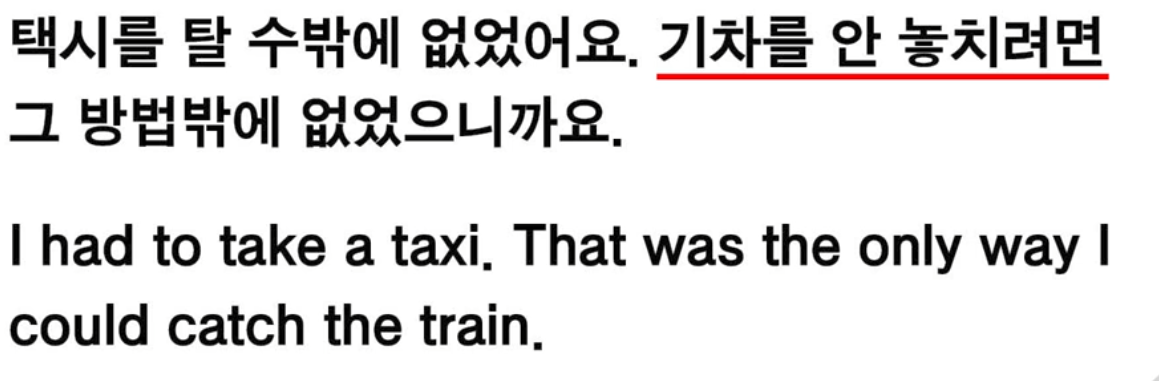 택시를 탈 수밖에 없었어요. 기차를 안 놓치려면
그 방법밖에 없었으니까요.
I had to take a taxi. That was the only way I
could catch the train.